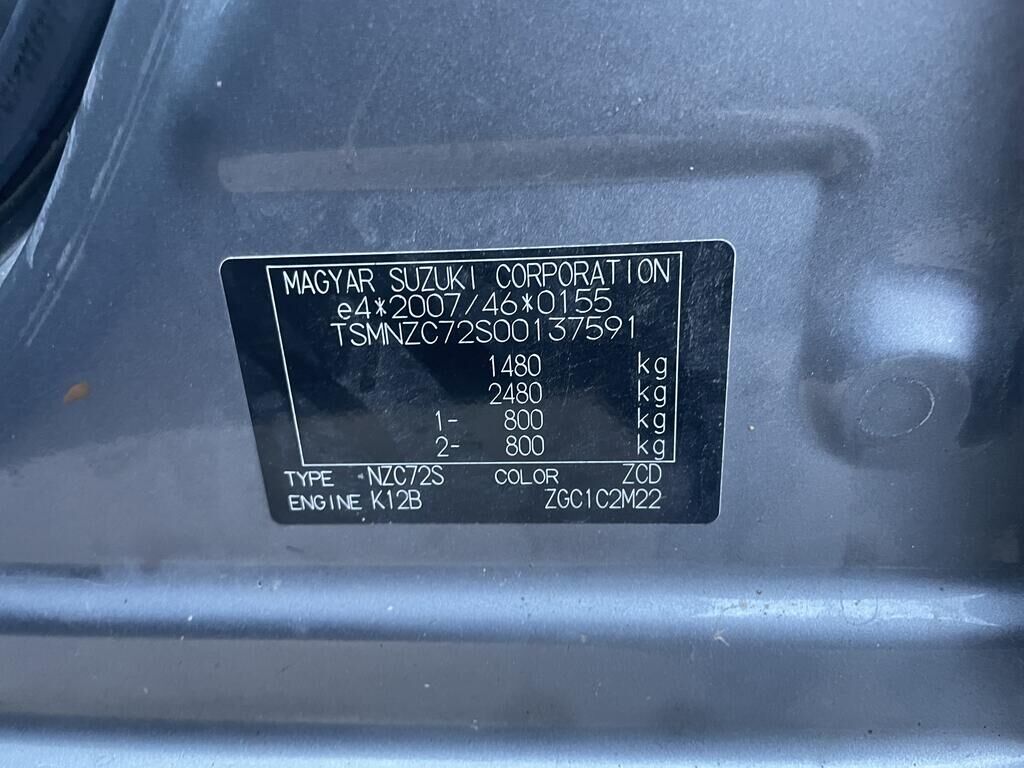 MAGYAR SUZUKI CORPORATION
e4*2007/46*0155
TSMNZC72S00137591
1480 kg
2480 kg
1- 800 kg
2- 800 kg
TYPE NZC72S COLOR ZCD
ENGINE K12B ZGC1C2M22